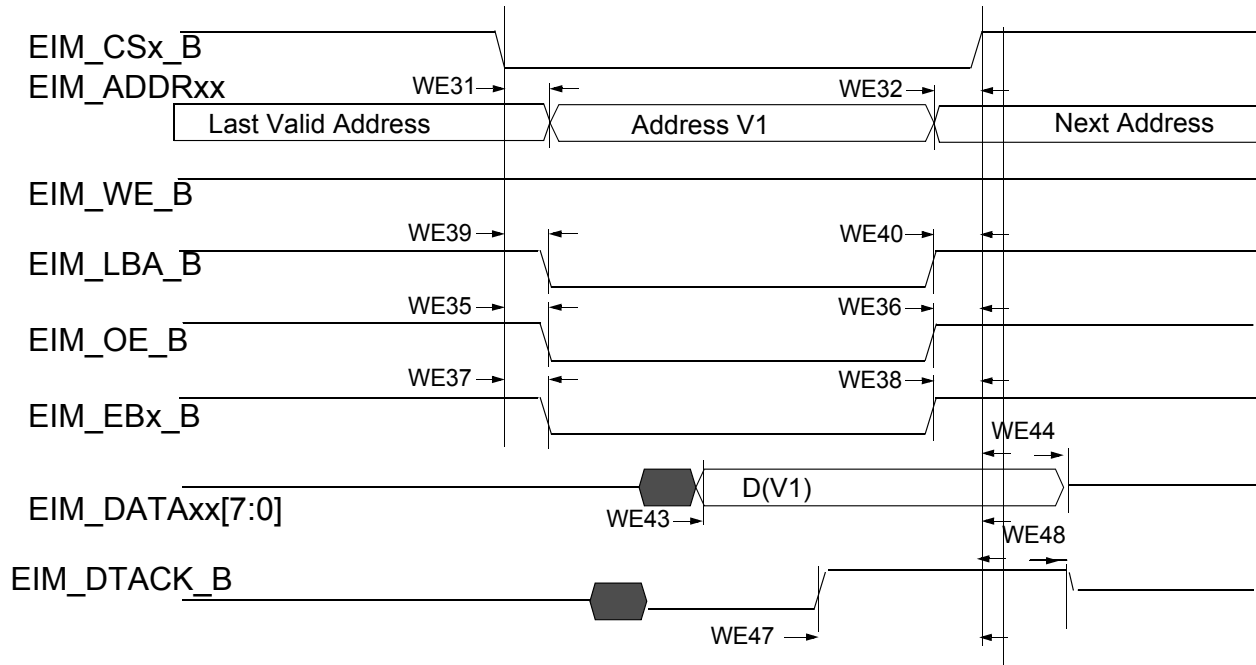 EIM_CSx_B
EIM_ADDRxx
WE31
WE32
Last Valid Address
Address V1
Next Address
EIM_WE_B
WE39
WE40
EIM_LBA_B
WE35
WE36
EIM_OE_B
WE37
WE38
EIM_EBx_B
WE44
D(V1)
EIM_DATAxx[7:0]
WE43
WE48
EIM_DTACK_B
WE47